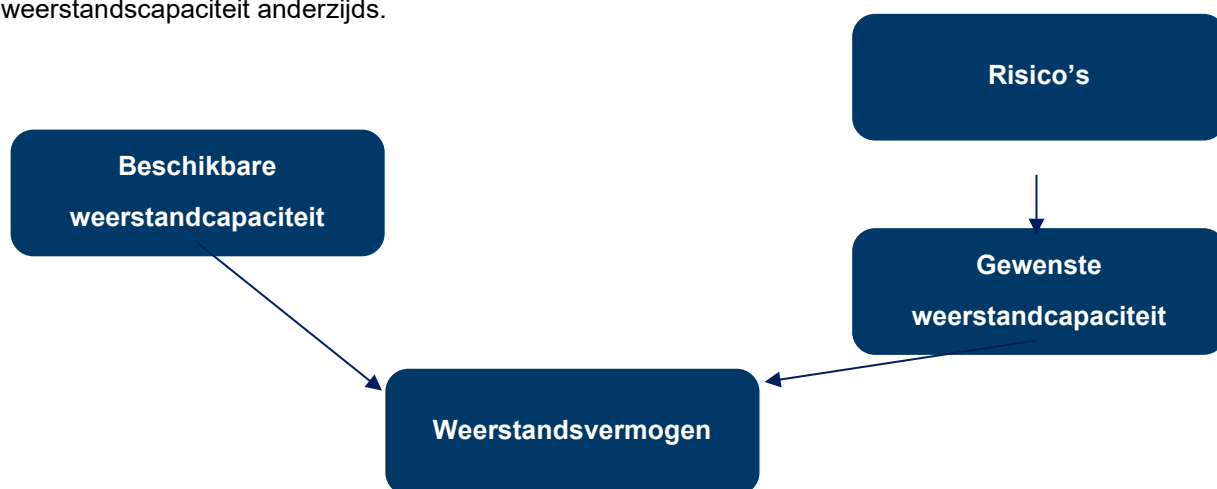 weerstandscapaciteit anderzijds.
Risico’s
Beschikbare
weerstandcapaciteit
Gewenste
weerstandcapaciteit
Weerstandsvermogen